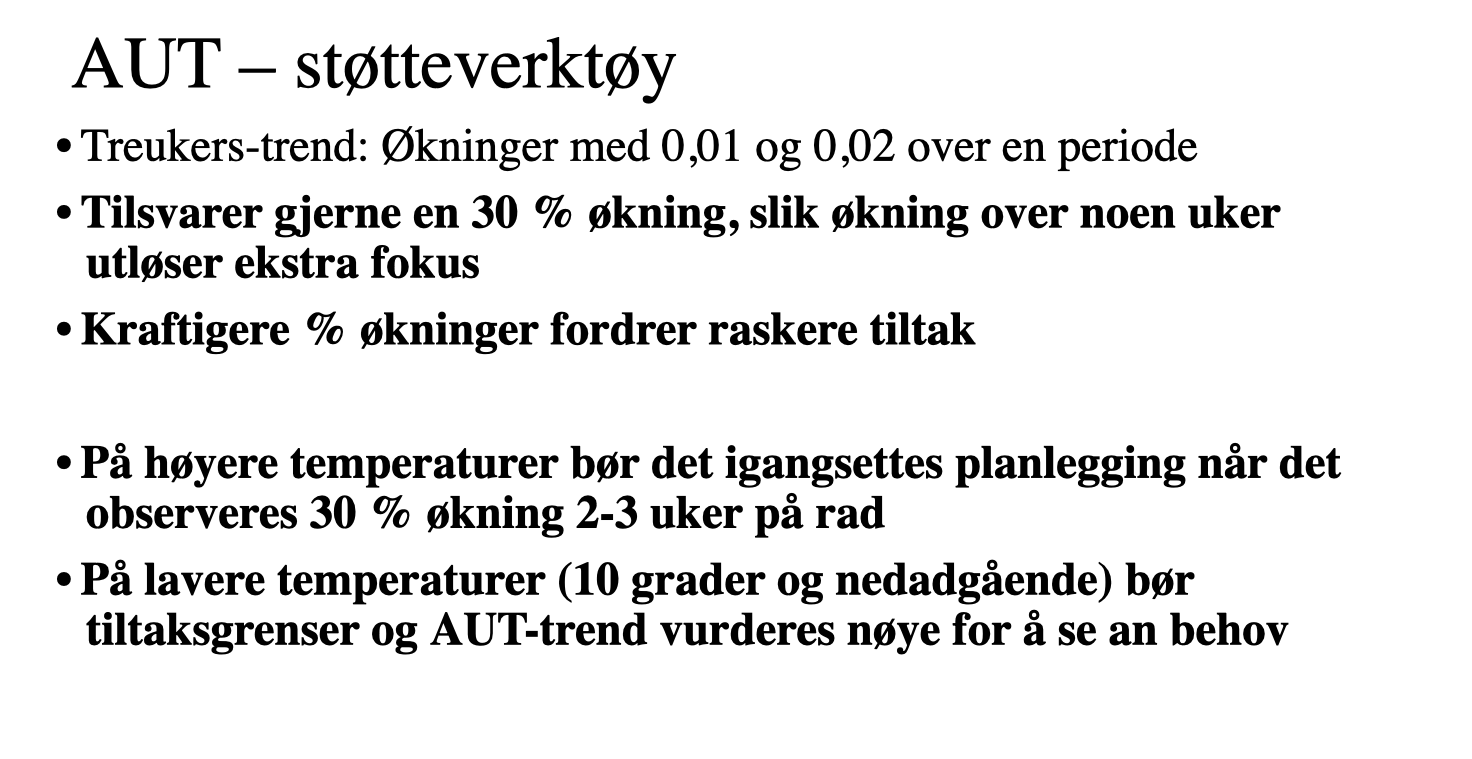 AUT – støtteverktøy
• Treukers-trend: Økninger med 0,01 og 0,02 over en periode
• Tilsvarer gjerne en 30 % økning, slik økning over noen uker
utløser ekstra fokus
• Kraftigere % økninger fordrer raskere tiltak
• På høyere temperaturer bør det igangsettes planlegging når det
observeres 30 % økning 2-3 uker på rad
• På lavere temperaturer (10 grader og nedadgående) bør
tiltaksgrenser og AUT-trend vurderes nøye for å se an behov